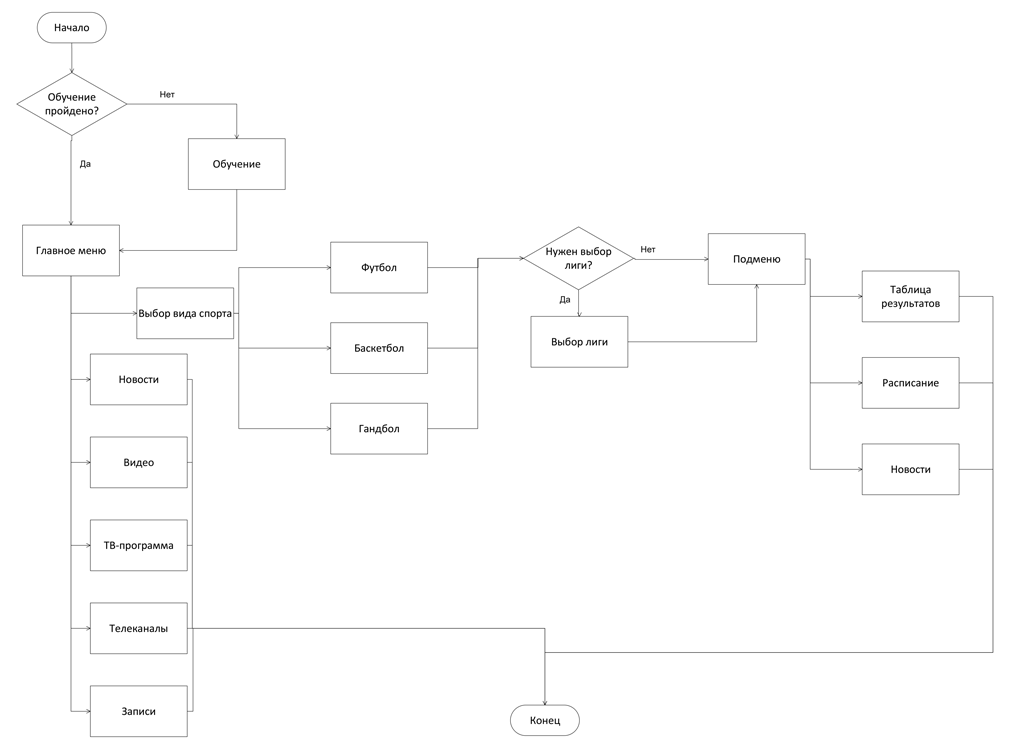 Начало
Обучение
пройдено?
Нет
Да
Обучение
Главное меню
Выбор вида спорта
Новости
Видео
ТВ-программа
Телеканалы
Записи
Футбол
Баскетбол
Гандбол
Нужен выбор
лиги?
Нет
Да
Выбор лиги
Подменю
Таблица
результатов
Расписание
Новости
Конец